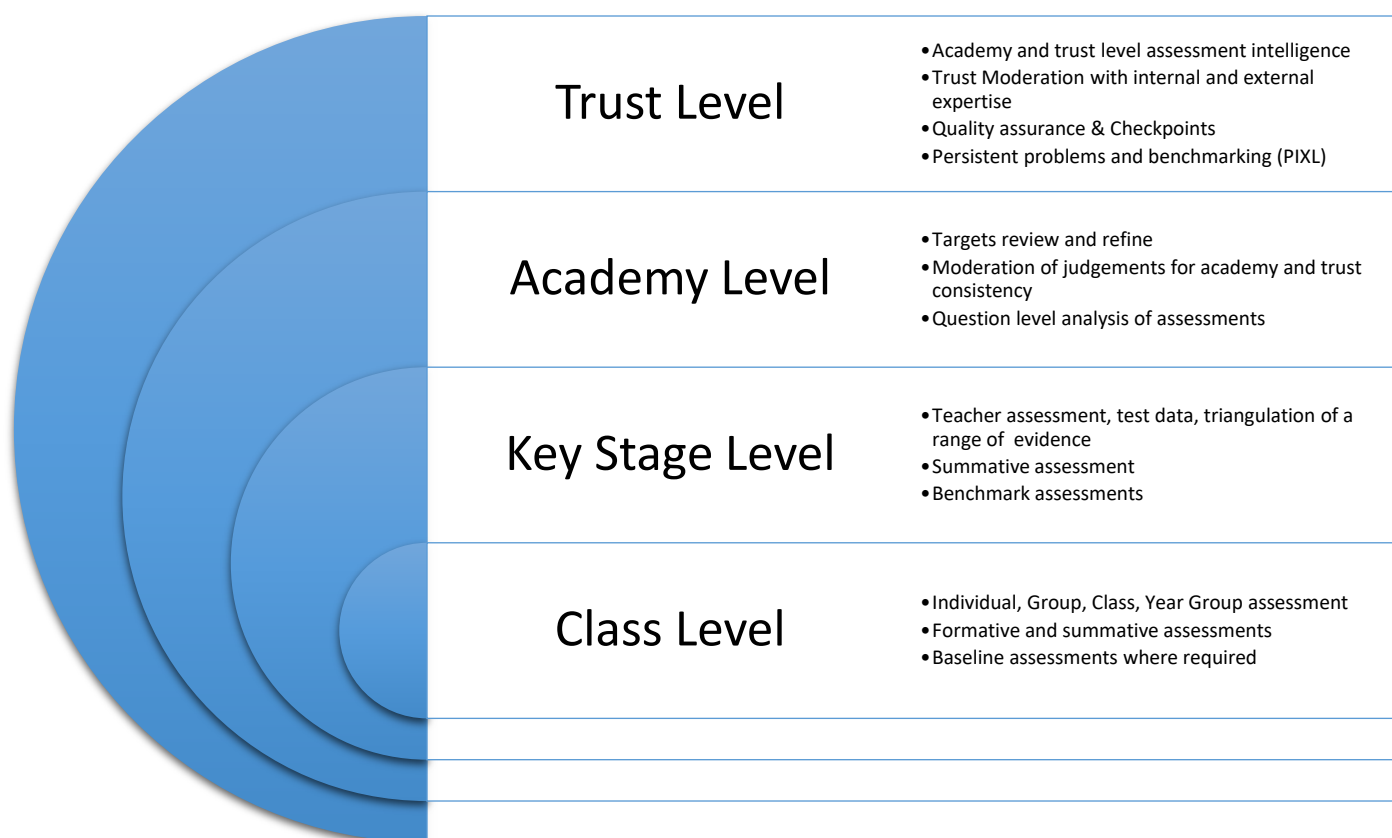 Trust Level
•Academy and trust level assessment intelligence
•Trust Moderation with internal and external
expertise
•Quality assurance & Checkpoints
•Persistent problems and benchmarking (PIXL)
Academy Level
•Targets review and refine
•Moderation of judgements for academy and trust
consistency
•Question level analysis of assessments
Key Stage Level
•Teacher assessment, test data, triangulation of a
range of evidence
•Summative assessment
•Benchmark assessments
Class Level
•Individual, Group, Class, Year Group assessment
•Formative and summative assessments
•Baseline assessments where required